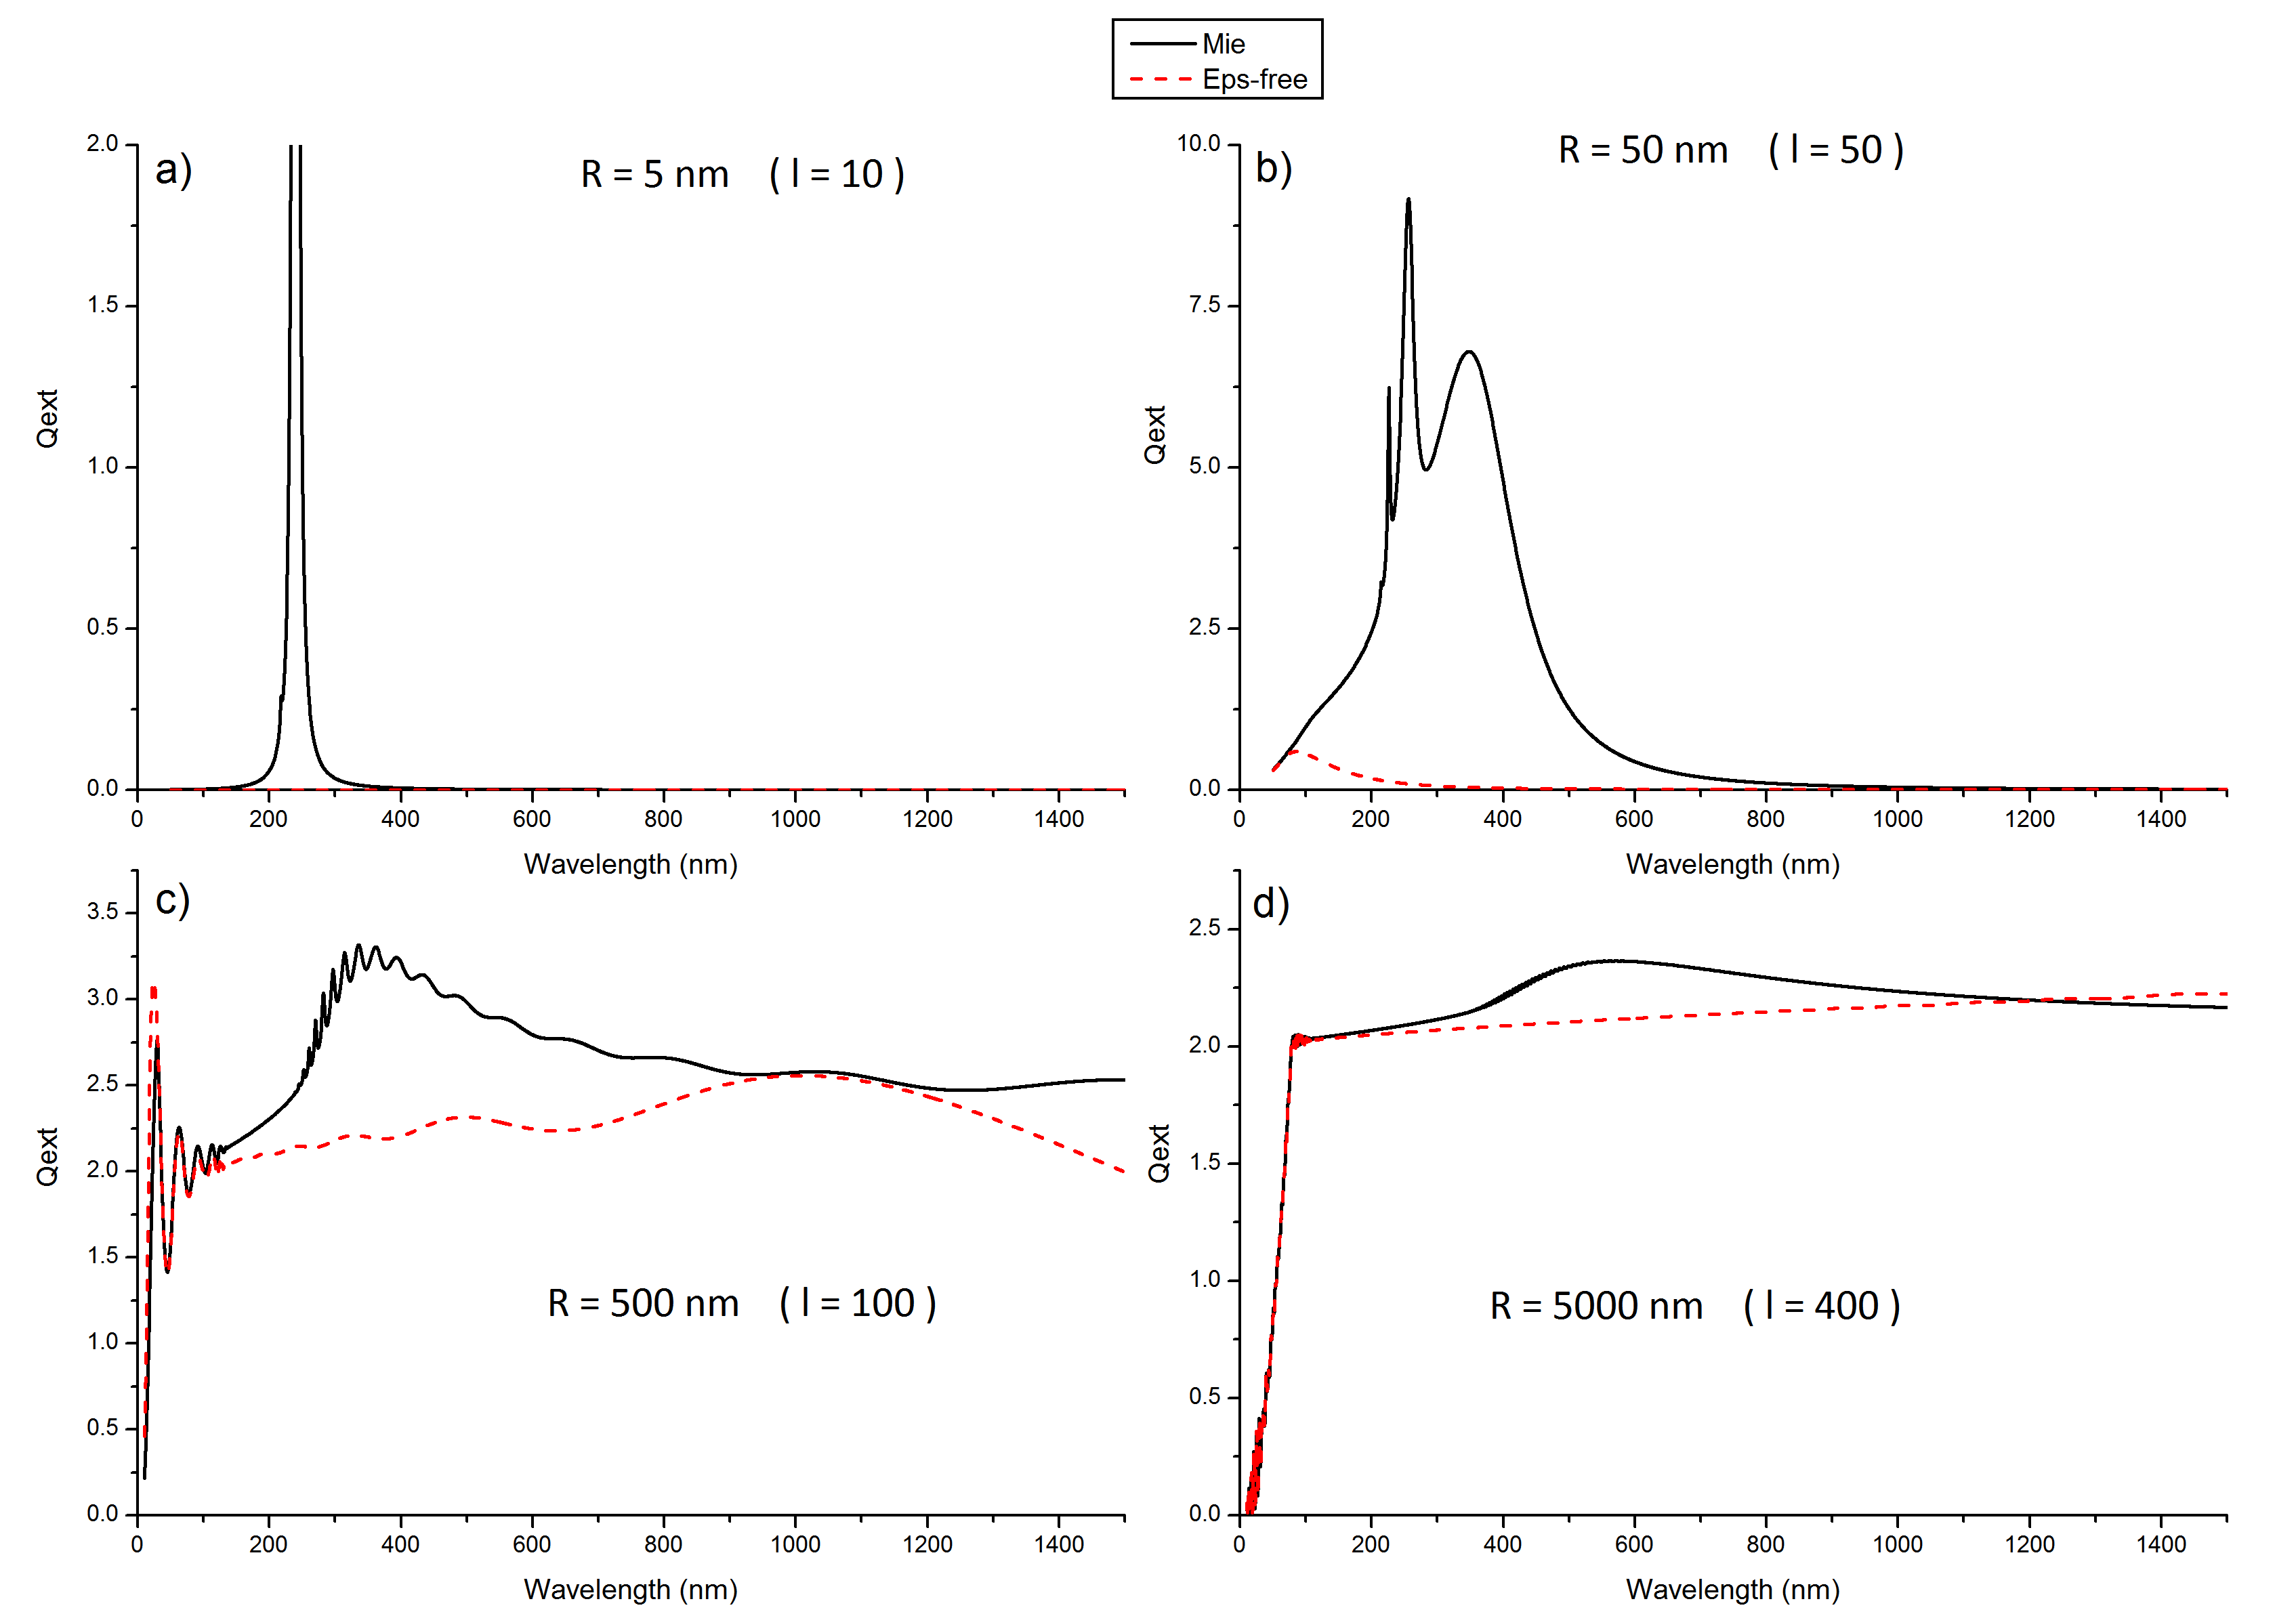 Mie
Eps-free
a)
R = 5 nm ( l = 10 )
2.0
1.5
1.0
0.5
0.0
Qext
0 200 400 600 800 1000 1200 1400
Wavelength (nm)
b)
R = 50 nm ( l = 50 )
10.0
7.5
5.0
2.5
0.0
Qext
0 200 400 600 800 1000 1200 1400
Wavelength (nm)
c)
3.5
3.0
2.5
2.0
1.5
1.0
0.5
0.0
Qext
R = 500 nm ( l = 100 )
0 200 400 600 800 1000 1200 1400
Wavelength (nm)
d)
2.5
2.0
1.5
1.0
0.5
0.0
Qext
R = 5000 nm ( l = 400 )
0 200 400 600 800 1000 1200 1400
Wavelength (nm)